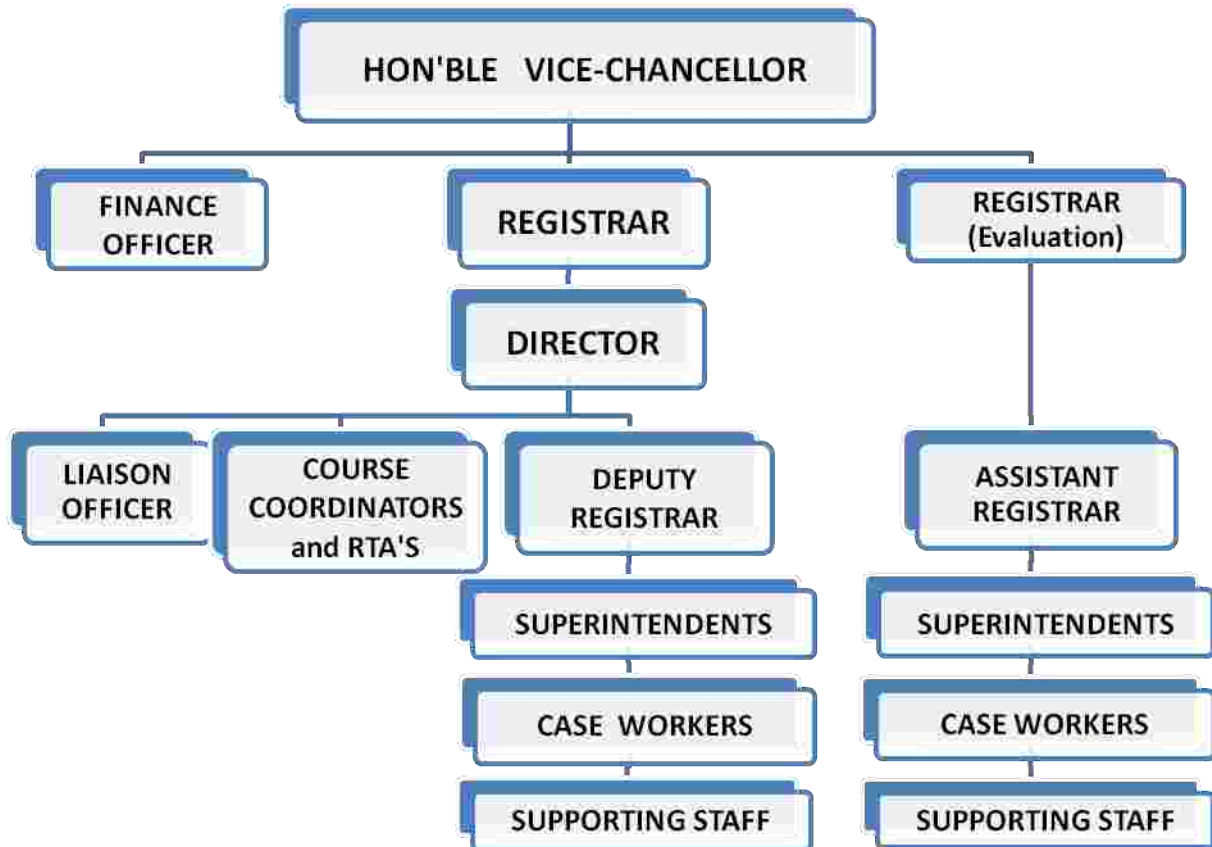 HON'BLE VICE-CHANCELLOR
FINANCE
OFFICER
REGISTRAR
REGISTRAR
(Evaluation)
DIRECTOR
LIAISON
OFFICER
COURSE
COORDINATORS
and RTA'S
DEPUTY
REGISTRAR
ASSISTANT
REGISTRAR
SUPERINTENDENTS
SUPERINTENDENTS
CASE WORKERS
CASE WORKERS
SUPPORTING STAFF
SUPPORTING STAFF